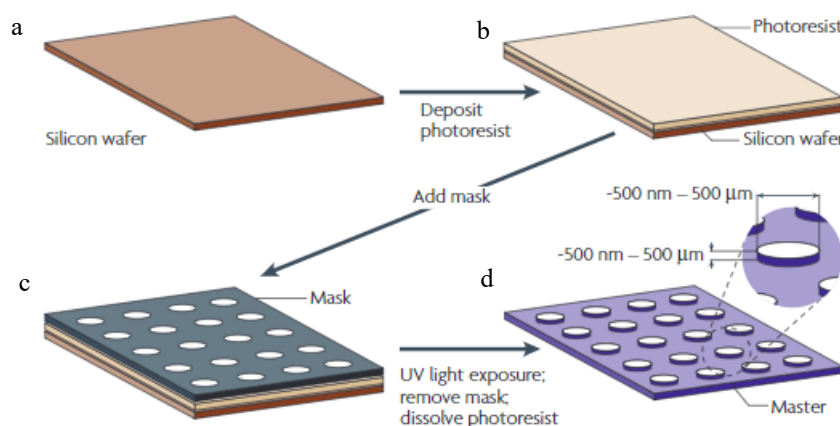 a
b
Photoresist
Silicon wafer
Deposit
photoresist
Silicon wafer
Add mask
-500 nm – 500 μm
-500 nm – 500 μm
c
Mask
d
UV light exposure;
remove mask;
dissolve photoresist
Master